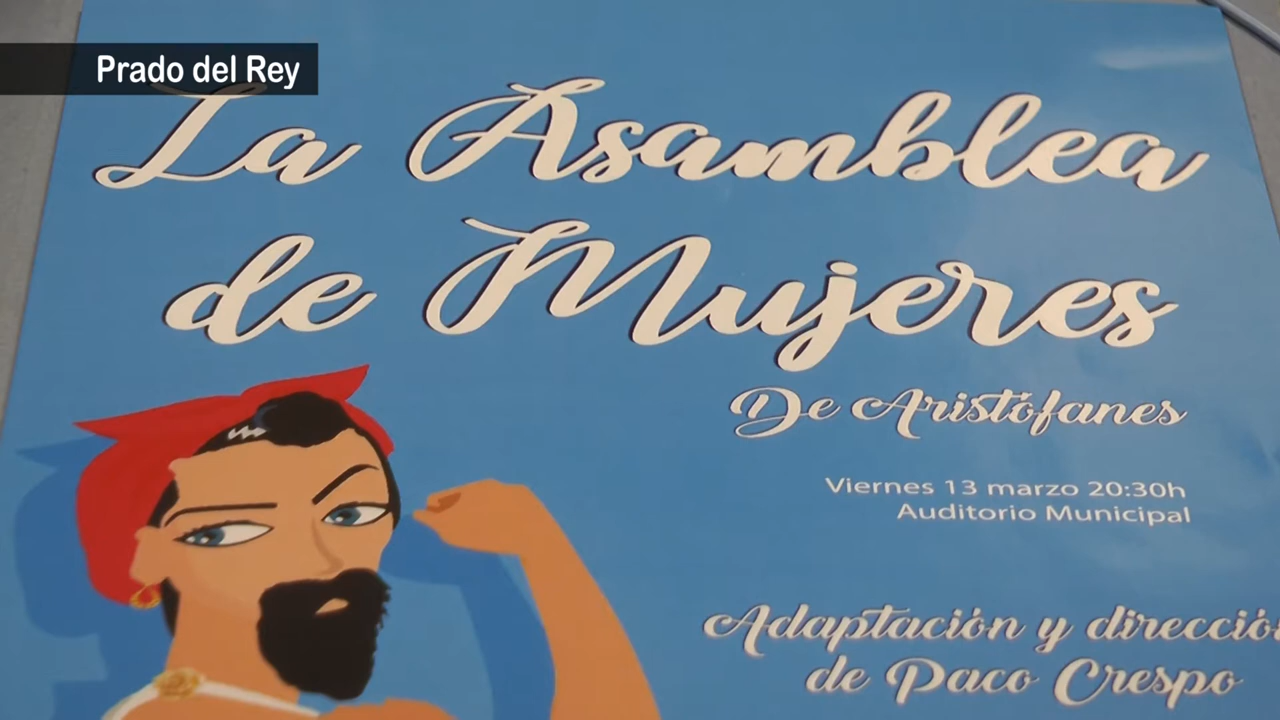 Prado del Rey
La Asamblea
de Mujeres
De Aristófanes
Viernes 13 marzo 20:30h
Auditorio Municipal
Adaptación y direcció
de Paco Crespo